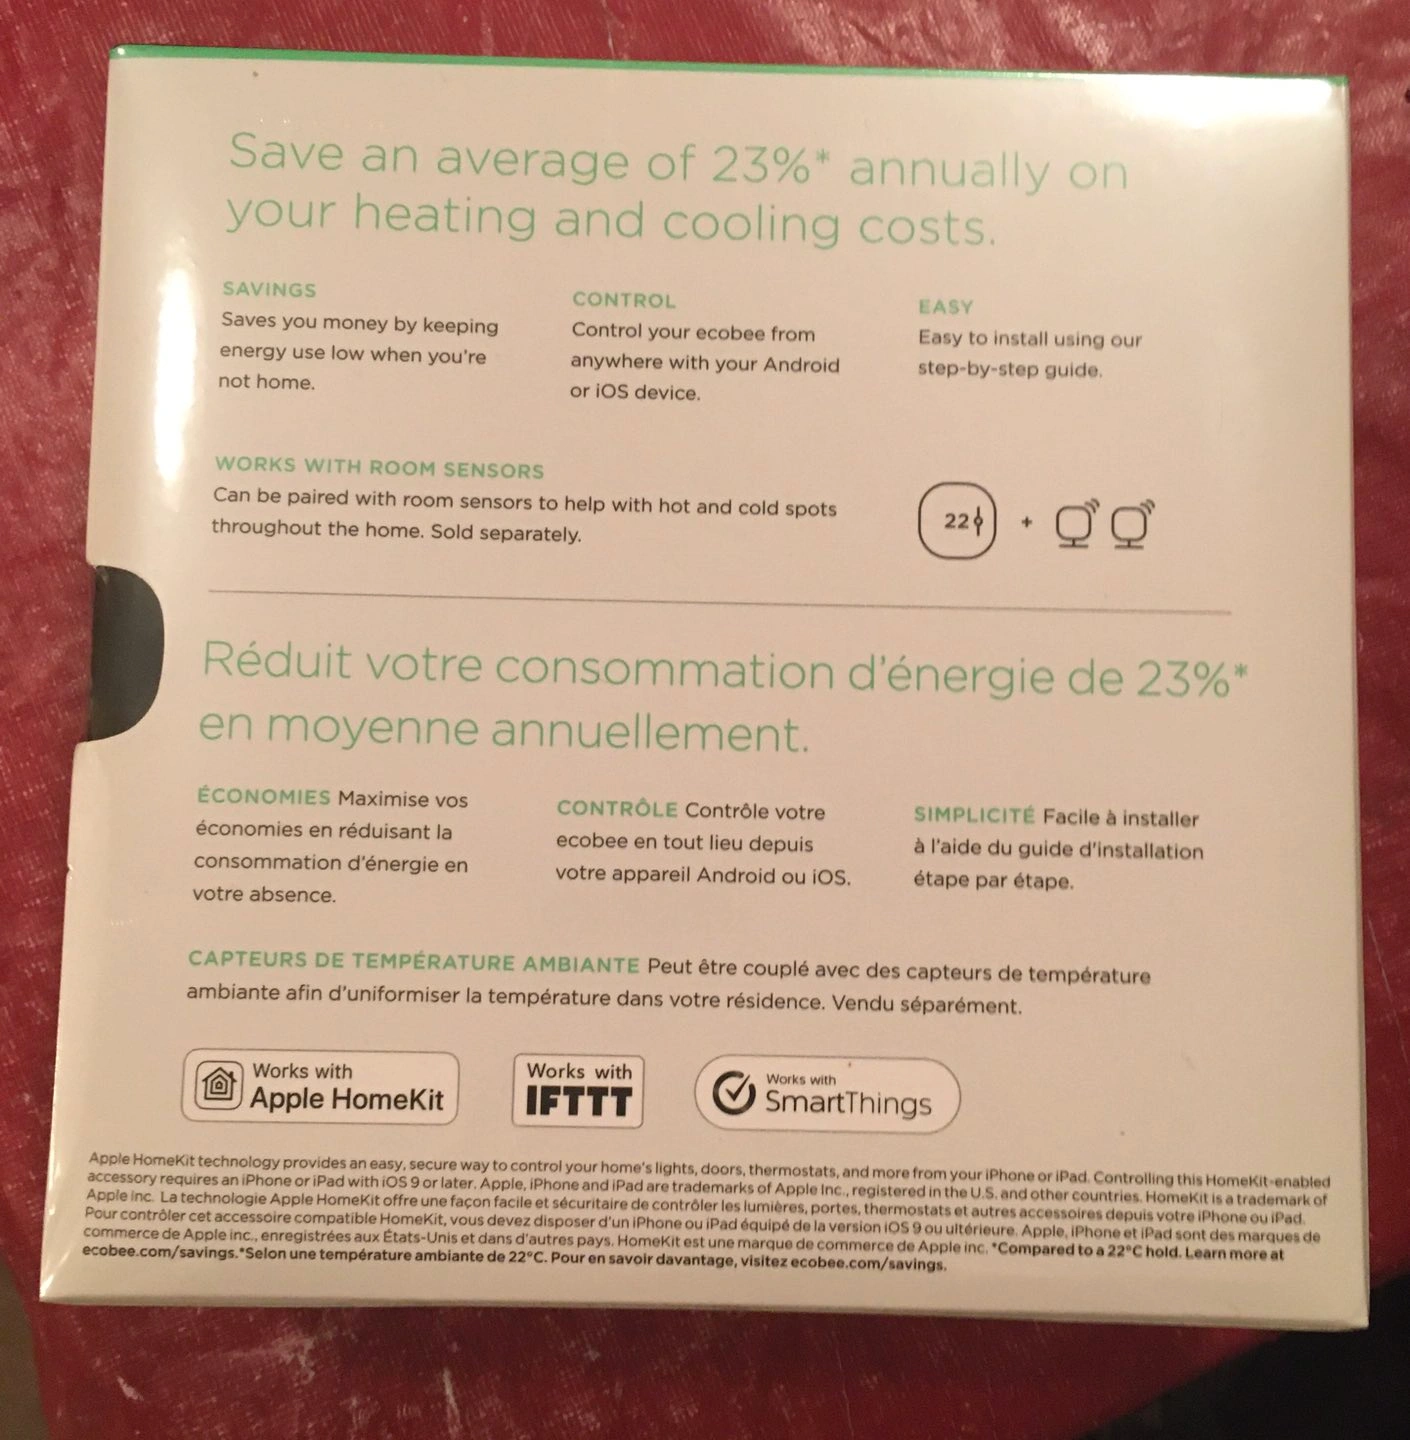 Save an average of 23%* annually on
your heating and cooling costs.
SAVINGS
Saves you money by keeping
energy use low when you're
not home.
CONTROL
Control your ecobee from
anywhere with your Android
or iOS device.
EASY
Easy to install using our
step-by-step guide.
WORKS WITH ROOM SENSORS
Can be paired with room sensors to help with hot and cold spots
throughout the home. Sold separately.
22 +
Réduit votre consommation d'énergie de 23%*
en moyenne annuellement.
ÉCONOMIES Maximise vos
économies en réduisant la
consommation d'énergie en
votre absence.
CONTRÔLE Contrôle votre
ecobee en tout lieu depuis
votre appareil Android ou iOS.
SIMPLICITÉ Facile à installer
à l'aide du guide d'installation
étape par étape.
CAPTEURS DE TEMPÉRATURE AMBIANTE Peut être couplé avec des capteurs de température
ambiante afin d'uniformiser la température dans votre résidence. Vendu séparément.
Works with
Apple HomeKit
Works with
IFTTT
Works with
SmartThings
Apple HomeKit technology provides an easy, secure way to control your home's lights, doors, thermostats, and more from your iPhone or iPad. Controlling this HomeKit-enabled
accessory requires an iPhone or iPad with iOS 9 or later. Apple, iPhone and iPad are trademarks of Apple Inc., registered in the U.S. and other countries. HomeKit is a trademark of
Apple Inc. La technologie Apple HomeKit offre une façon facile et sécuritaire de contrôler les lumières, portes, thermostats et autres accessoires depuis votre iPhone ou iPad.
Pour contrôler cet accessoire compatible HomeKit, vous devez disposer d'un iPhone ou iPad équipé de la version iOS 9 ou ultérieure. Apple, iPhone et iPad sont des marques de
commerce de Apple inc., enregistrées aux États-Unis et dans d'autres pays. HomeKit est une marque de commerce de Apple inc. *Compared to a 22°C hold. Learn more at
ecobee.com/savings.*Selon une température ambiante de 22°C. Pour en savoir davantage, visitez ecobee.com/savings.